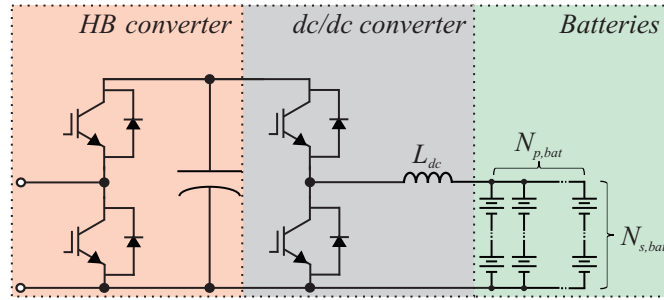 HB converter
dc/dc converter
Batteries
L_dc
N_p,bat
N_s,bat